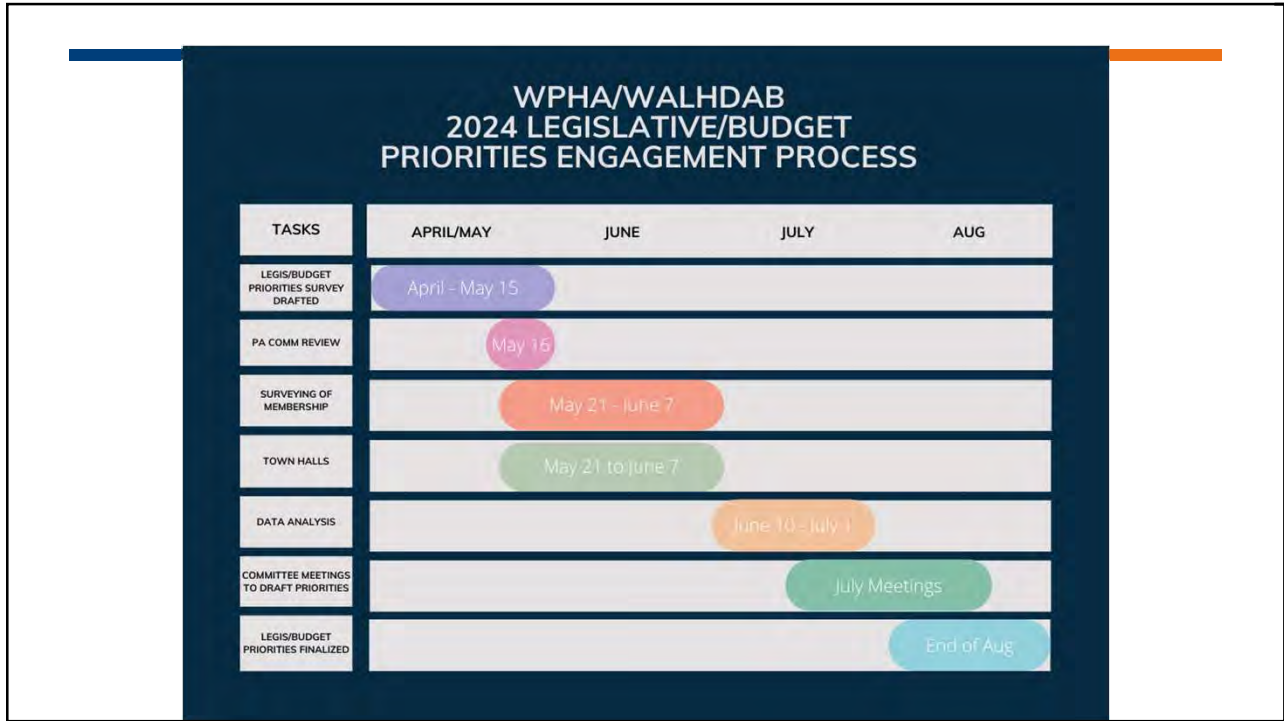 WPHA/WALHDAB
2024 LEGISLATIVE/BUDGET
PRIORITIES ENGAGEMENT PROCESS
TASKS
APRIL/MAY
JUNE
JULY
AUG
LEGIS/BUDGET
PRIORITIES SURVEY
DRAFTED
April - May 15
PA COMM REVIEW
May 16
SURVEYING OF
MEMBERSHIP
May 21 - June 7
TOWN HALLS
May 21 to June 7
DATA ANALYSIS
June 10 - July 1
COMMITTEE MEETINGS
TO DRAFT PRIORITIES
July Meetings
LEGIS/BUDGET
PRIORITIES FINALIZED
End of Aug